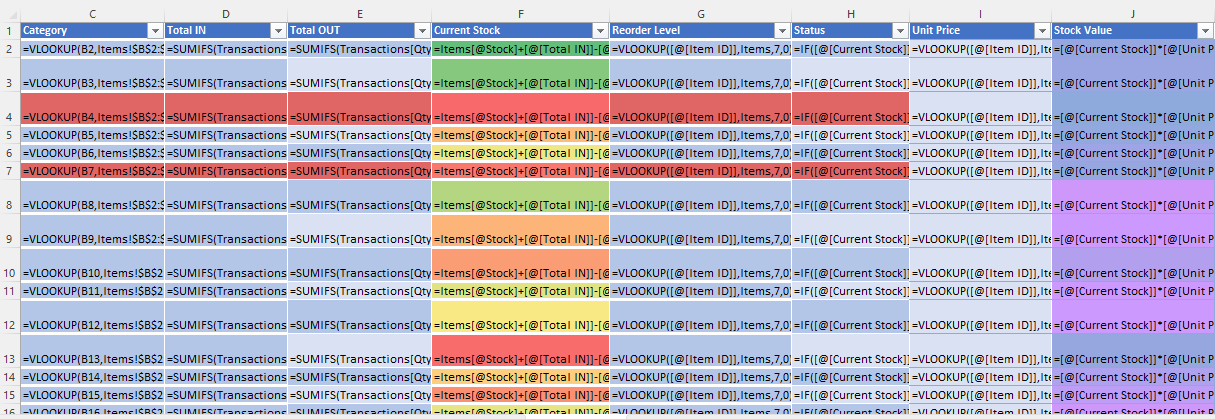 C D E F G H I J
1 Category Total IN Total OUT Current Stock Reorder Level Status Unit Price Stock Value
2 =VLOOKUP(B2,Items!$B$2:$ =SUMIFS(Transactions =SUMIFS(Transactions[Qty =Items[@Stock]+[@[Total IN]]-[@ =VLOOKUP([@[Item ID]],Items,7,0) =IF([@[Current Stock] =VLOOKUP([@[Item ID]],Ite =[@[Current Stock]]*[@[Unit P
3 =VLOOKUP(B3,Items!$B$2:$ =SUMIFS(Transactions =SUMIFS(Transactions[Qty =Items[@Stock]+[@[Total IN]]-[@ =VLOOKUP([@[Item ID]],Items,7,0) =IF([@[Current Stock] =VLOOKUP([@[Item ID]],Ite =[@[Current Stock]]*[@[Unit P
4 =VLOOKUP(B4,Items!$B$2:$ =SUMIFS(Transactions =SUMIFS(Transactions[Qty =Items[@Stock]+[@[Total IN]]-[@ =VLOOKUP([@[Item ID]],Items,7,0) =IF([@[Current Stock] =VLOOKUP([@[Item ID]],Ite =[@[Current Stock]]*[@[Unit P
5 =VLOOKUP(B5,Items!$B$2:$ =SUMIFS(Transactions =SUMIFS(Transactions[Qty =Items[@Stock]+[@[Total IN]]-[@ =VLOOKUP([@[Item ID]],Items,7,0) =IF([@[Current Stock] =VLOOKUP([@[Item ID]],Ite =[@[Current Stock]]*[@[Unit P
6 =VLOOKUP(B6,Items!$B$2:$ =SUMIFS(Transactions =SUMIFS(Transactions[Qty =Items[@Stock]+[@[Total IN]]-[@ =VLOOKUP([@[Item ID]],Items,7,0) =IF([@[Current Stock] =VLOOKUP([@[Item ID]],Ite =[@[Current Stock]]*[@[Unit P
7 =VLOOKUP(B7,Items!$B$2:$ =SUMIFS(Transactions =SUMIFS(Transactions[Qty =Items[@Stock]+[@[Total IN]]-[@ =VLOOKUP([@[Item ID]],Items,7,0) =IF([@[Current Stock] =VLOOKUP([@[Item ID]],Ite =[@[Current Stock]]*[@[Unit P
8 =VLOOKUP(B8,Items!$B$2:$ =SUMIFS(Transactions =SUMIFS(Transactions[Qty =Items[@Stock]+[@[Total IN]]-[@ =VLOOKUP([@[Item ID]],Items,7,0) =IF([@[Current Stock] =VLOOKUP([@[Item ID]],Ite =[@[Current Stock]]*[@[Unit P
9 =VLOOKUP(B9,Items!$B$2:$ =SUMIFS(Transactions =SUMIFS(Transactions[Qty =Items[@Stock]+[@[Total IN]]-[@ =VLOOKUP([@[Item ID]],Items,7,0) =IF([@[Current Stock] =VLOOKUP([@[Item ID]],Ite =[@[Current Stock]]*[@[Unit P
10 =VLOOKUP(B10,Items!$B$2 =SUMIFS(Transactions =SUMIFS(Transactions[Qty =Items[@Stock]+[@[Total IN]]-[@ =VLOOKUP([@[Item ID]],Items,7,0) =IF([@[Current Stock] =VLOOKUP([@[Item ID]],Ite =[@[Current Stock]]*[@[Unit P
11 =VLOOKUP(B11,Items!$B$2 =SUMIFS(Transactions =SUMIFS(Transactions[Qty =Items[@Stock]+[@[Total IN]]-[@ =VLOOKUP([@[Item ID]],Items,7,0) =IF([@[Current Stock] =VLOOKUP([@[Item ID]],Ite =[@[Current Stock]]*[@[Unit P
12 =VLOOKUP(B12,Items!$B$2 =SUMIFS(Transactions =SUMIFS(Transactions[Qty =Items[@Stock]+[@[Total IN]]-[@ =VLOOKUP([@[Item ID]],Items,7,0) =IF([@[Current Stock] =VLOOKUP([@[Item ID]],Ite =[@[Current Stock]]*[@[Unit P
13 =VLOOKUP(B13,Items!$B$2 =SUMIFS(Transactions =SUMIFS(Transactions[Qty =Items[@Stock]+[@[Total IN]]-[@ =VLOOKUP([@[Item ID]],Items,7,0) =IF([@[Current Stock] =VLOOKUP([@[Item ID]],Ite =[@[Current Stock]]*[@[Unit P
14 =VLOOKUP(B14,Items!$B$2 =SUMIFS(Transactions =SUMIFS(Transactions[Qty =Items[@Stock]+[@[Total IN]]-[@ =VLOOKUP([@[Item ID]],Items,7,0) =IF([@[Current Stock] =VLOOKUP([@[Item ID]],Ite =[@[Current Stock]]*[@[Unit P
15 =VLOOKUP(B15,Items!$B$2 =SUMIFS(Transactions =SUMIFS(Transactions[Qty =Items[@Stock]+[@[Total IN]]-[@ =VLOOKUP([@[Item ID]],Items,7,0) =IF([@[Current Stock] =VLOOKUP([@[Item ID]],Ite =[@[Current Stock]]*[@[Unit P